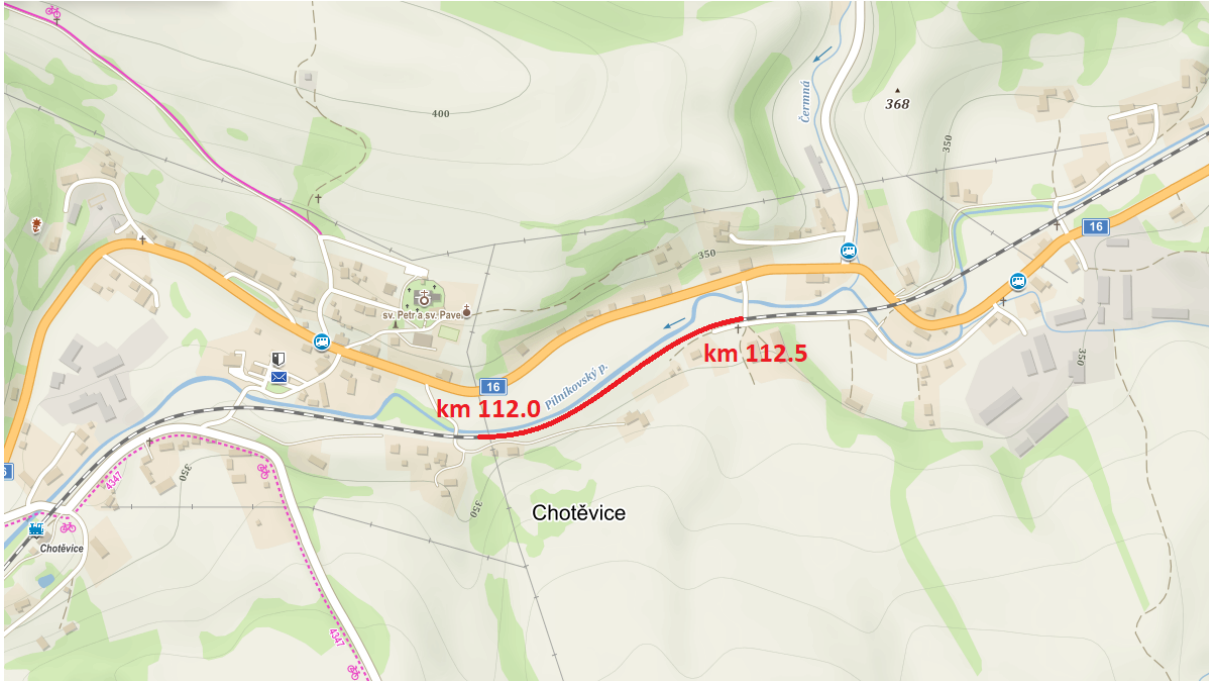 400
Čermná
368
350
350
16
sv. Petr a sv. Pavel
km 112.5
16
Pilníkovský p.
km 112.0
350
350
4347
350
Chotěvice
Chotěvice
4347